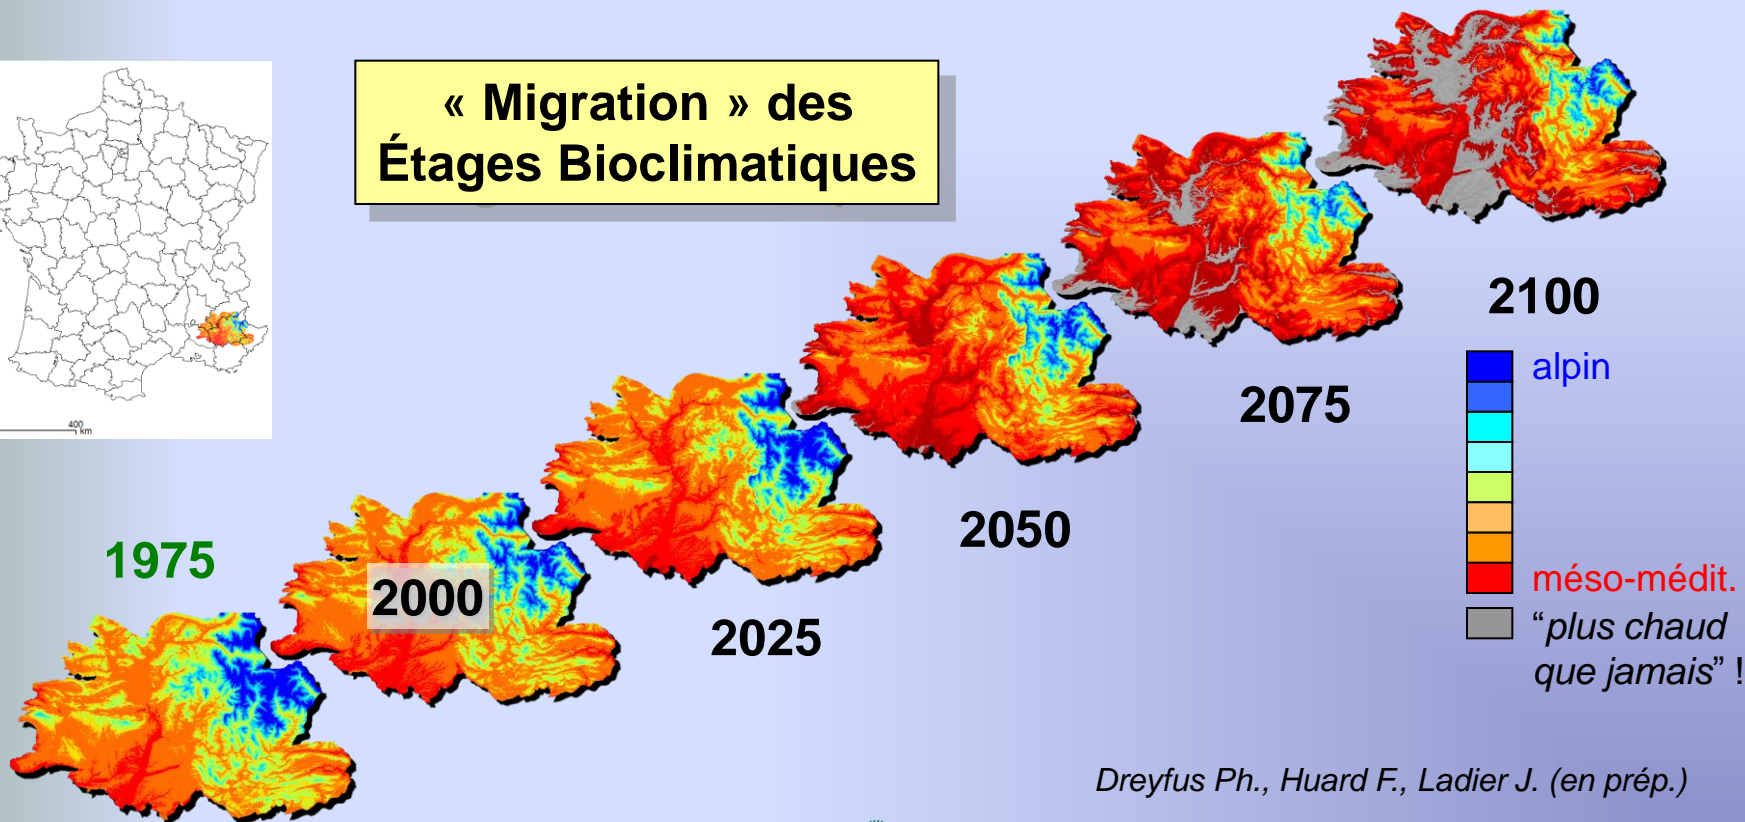 « Migration » des
Étages Bioclimatiques
400
km
1975
2000
2025
2050
2075
2100
alpin
méso-médit.
“plus chaud
que jamais” !
Dreyfus Ph., Huard F., Ladier J. (en prép.)